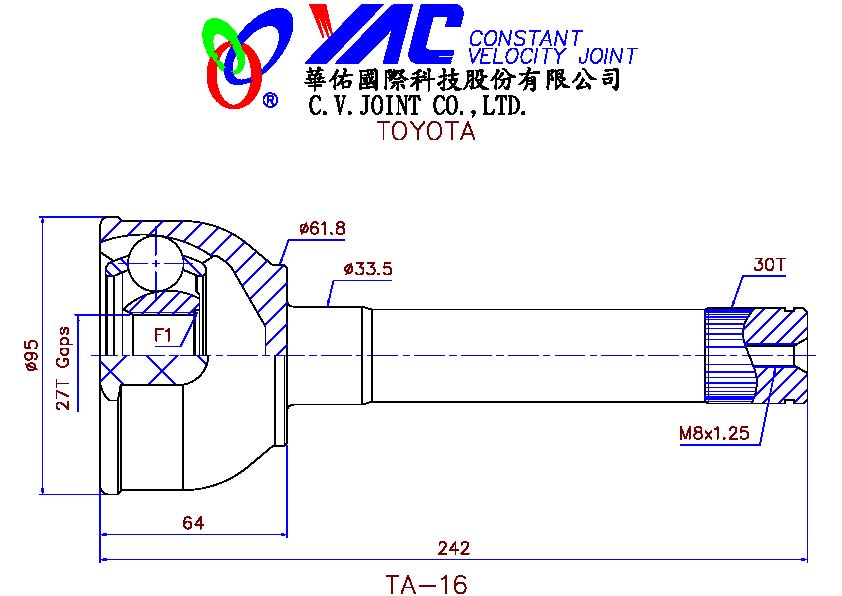 YAC CONSTANT
VELOCITY JOINT
®
華佑國際科技股份有限公司
C.V.JOINT CO.,LTD.
TOYOTA
ø61.8
ø33.5
30T
F1
ø95
27T Gaps
M8x1.25
64
242
TA-16